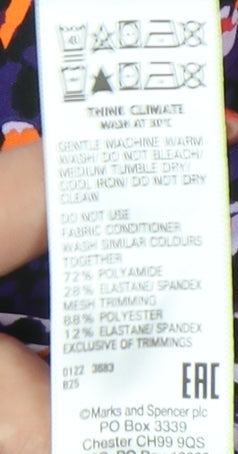 40
THINK CLIMATE
WASH AT 30°C
GENTLE MACHINE WARM
WASH/ DO NOT BLEACH/
MEDIUM TUMBLE DRY/
COOL IRON/ DO NOT DRY
CLEAN
DO NOT USE
FABRIC CONDITIONER
WASH SIMILAR COLOURS
TOGETHER
72% POLYAMIDE
28% ELASTANE/ SPANDEX
MESH TRIMMING
88% POLYESTER
12% ELASTANE/ SPANDEX
EXCLUSIVE OF TRIMMINGS
0122 3683
825
EAC
©Marks and Spencer plc
PO Box 3339
Chester CH99 9QS